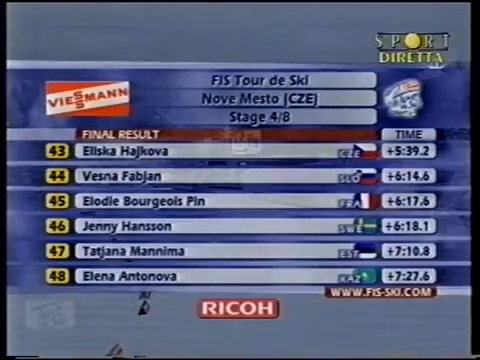 SPORT
DIRETTA
VIESSMANN
FIS Tour de Ski
Nove Mesto (CZE)
Stage 4/8
FINAL RESULT TIME
43 Eliska Hajkova CZE +5:39.2
44 Vesna Fabjan SLO +6:14.6
45 Elodie Bourgeois Pin FRA +6:17.6
46 Jenny Hansson SWE +6:18.1
47 Tatjana Mannima EST +7:10.8
48 Elena Antonova KAZ +7:27.6
WWW.FIS-SKI.COM
RICOH